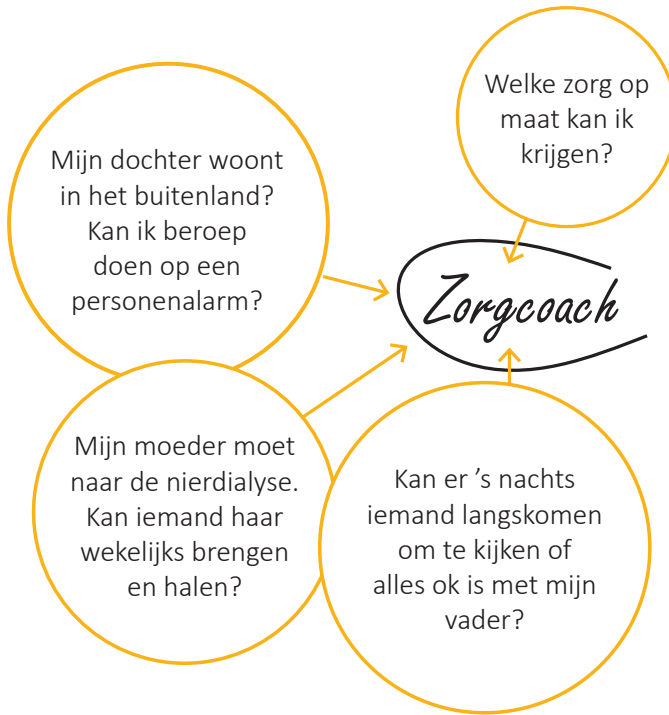 Welke zorg op
maat kan ik
krijgen?
Mijn dochter woont
in het buitenland?
Kan ik beroep
doen op een
personenalarm?
Zorgcoach
Mijn moeder moet
naar de nierdialyse.
Kan iemand haar
wekelijks brengen
en halen?
Kan er ’s nachts
iemand langskomen
om te kijken of
alles ok is met mijn
vader?